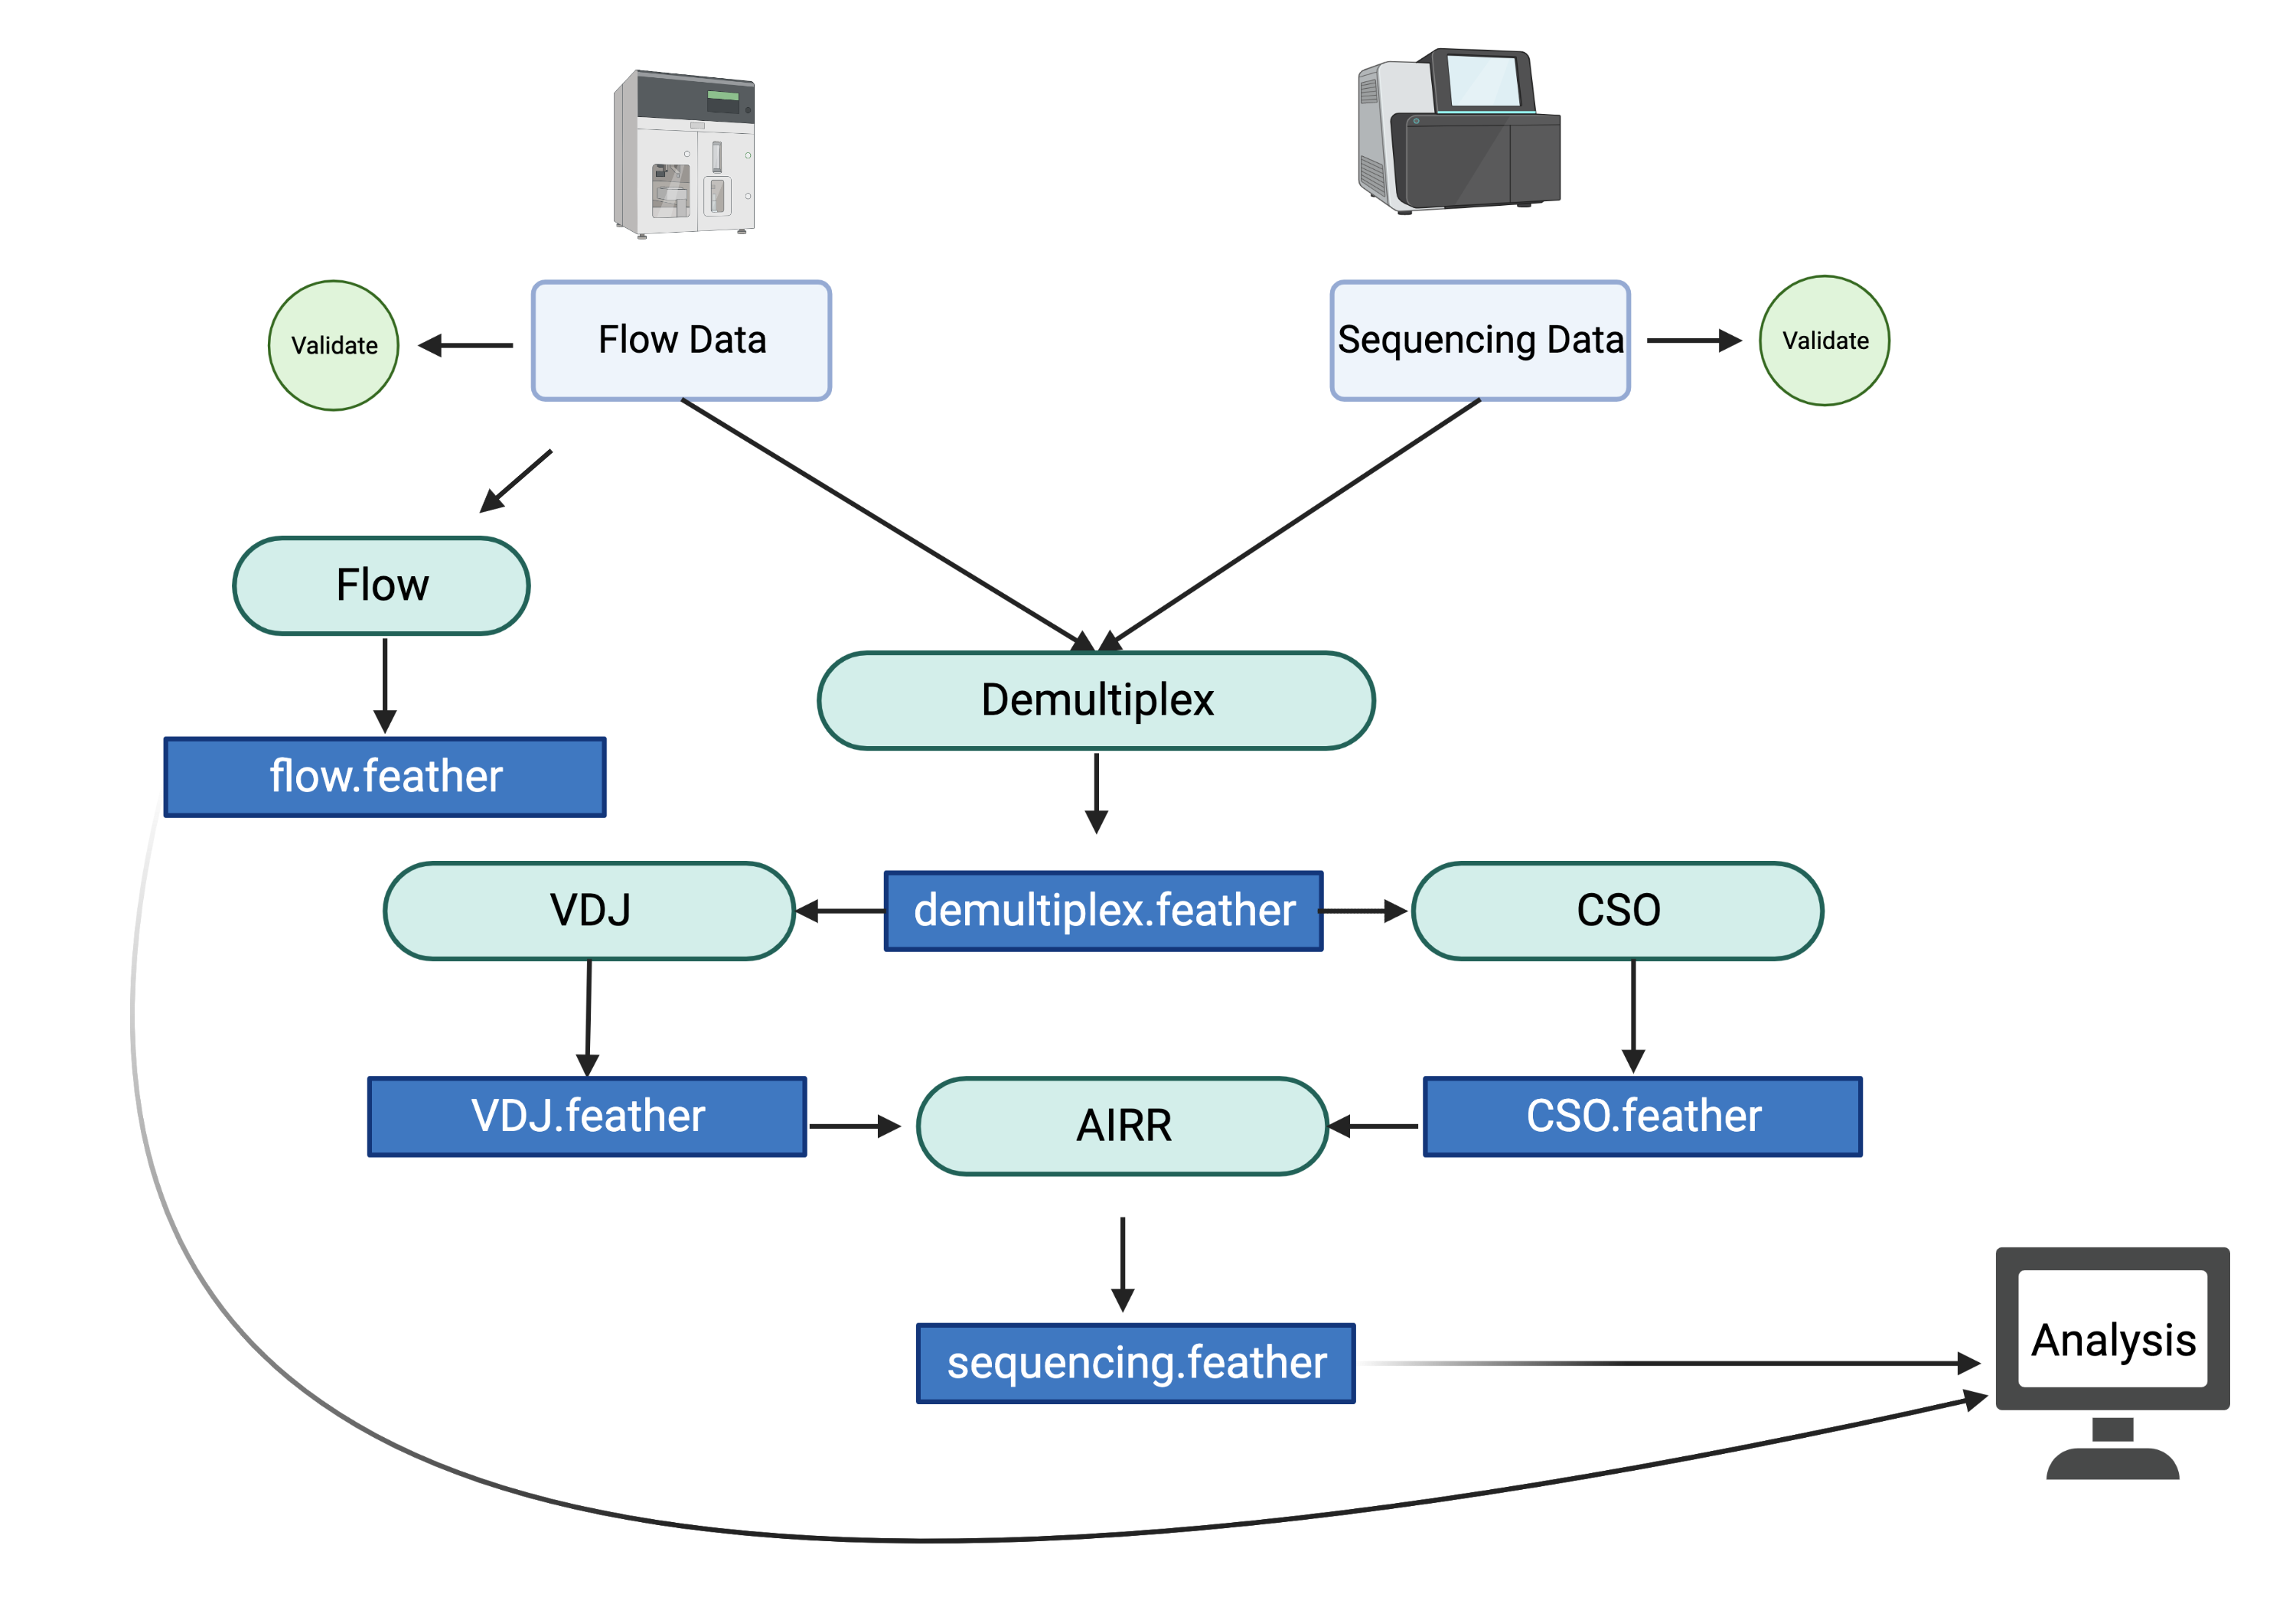 Validate
Flow Data
Sequencing Data
Validate
Flow
Demultiplex
flow.feather
VDJ
demultiplex.feather
CSO
VDJ.feather
AIRR
CSO.feather
sequencing.feather
Analysis